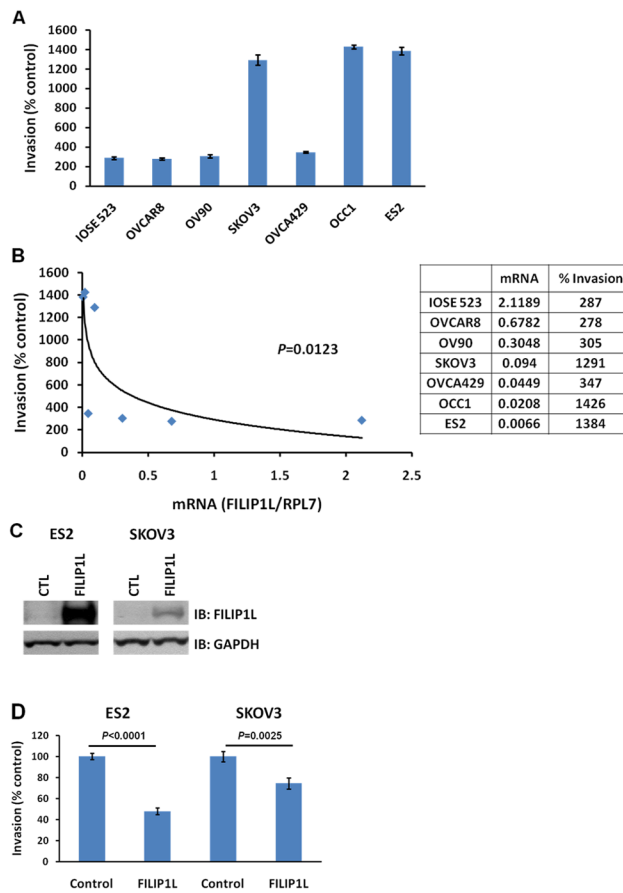 A
Invasion (% control)
1600
1400
1200
1000
800
600
400
200
0
IOSE 523
OVCAR8
OV90
SKOV3
OVCA429
OCC1
ES2
B
Invasion (% control)
1600
1400
1200
1000
800
600
400
200
0
P=0.0123
0 0.5 1 1.5 2 2.5
mRNA (FILIP1L/RPL7)
mRNA % Invasion
IOSE 523 2.1189 287
OVCAR8 0.6782 278
OV90 0.3048 305
SKOV3 0.094 1291
OVCA429 0.0449 347
OCC1 0.0208 1426
ES2 0.0066 1384
C
ES2 SKOV3
CTL FILIP1L CTL FILIP1L
IB: FILIP1L
IB: GAPDH
D
ES2 SKOV3
P<0.0001 P=0.0025
Invasion (% control)
120
100
80
60
40
20
0
Control FILIP1L Control FILIP1L